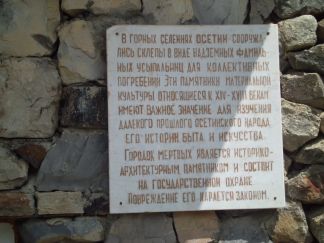 В ГОРНЫХ СЕЛЕНИЯХ ОСЕТИИ СООРУЖА
ЛИСЬ СКЛЕПЫ В ВИДЕ НАДЗЕМНЫХ ФАМИЛЬ
НЫХ УСЫПАЛЬНИЦ ДЛЯ КОЛЛЕКТИВНЫХ
ПОГРЕБЕНИЙ ЭТИ ПАМЯТНИКИ МАТЕРИАЛЬНОЙ
КУЛЬТУРЫ ОТНОСЯЩИЕСЯ К XIV-XVIII ВЕКАМ
ИМЕЮТ ВАЖНОЕ ЗНАЧЕНИЕ ДЛЯ ИЗУЧЕНИЯ
ДАЛЕКОГО ПРОШЛОГО ОСЕТИНСКОГО НАРОДА
ЕГО ИСТОРИИ БЫТА И ИСКУССТВА.
ГОРОДОК МЕРТВЫХ ЯВЛЯЕТСЯ ИСТОРИКО-
АРХИТЕКТУРНЫМ ПАМЯТНИКОМ И СОСТОИТ
НА ГОСУДАРСТВЕННОЙ ОХРАНЕ.
ПОВРЕЖДЕНИЕ ЕГО КАРАЕТСЯ ЗАКОНОМ.